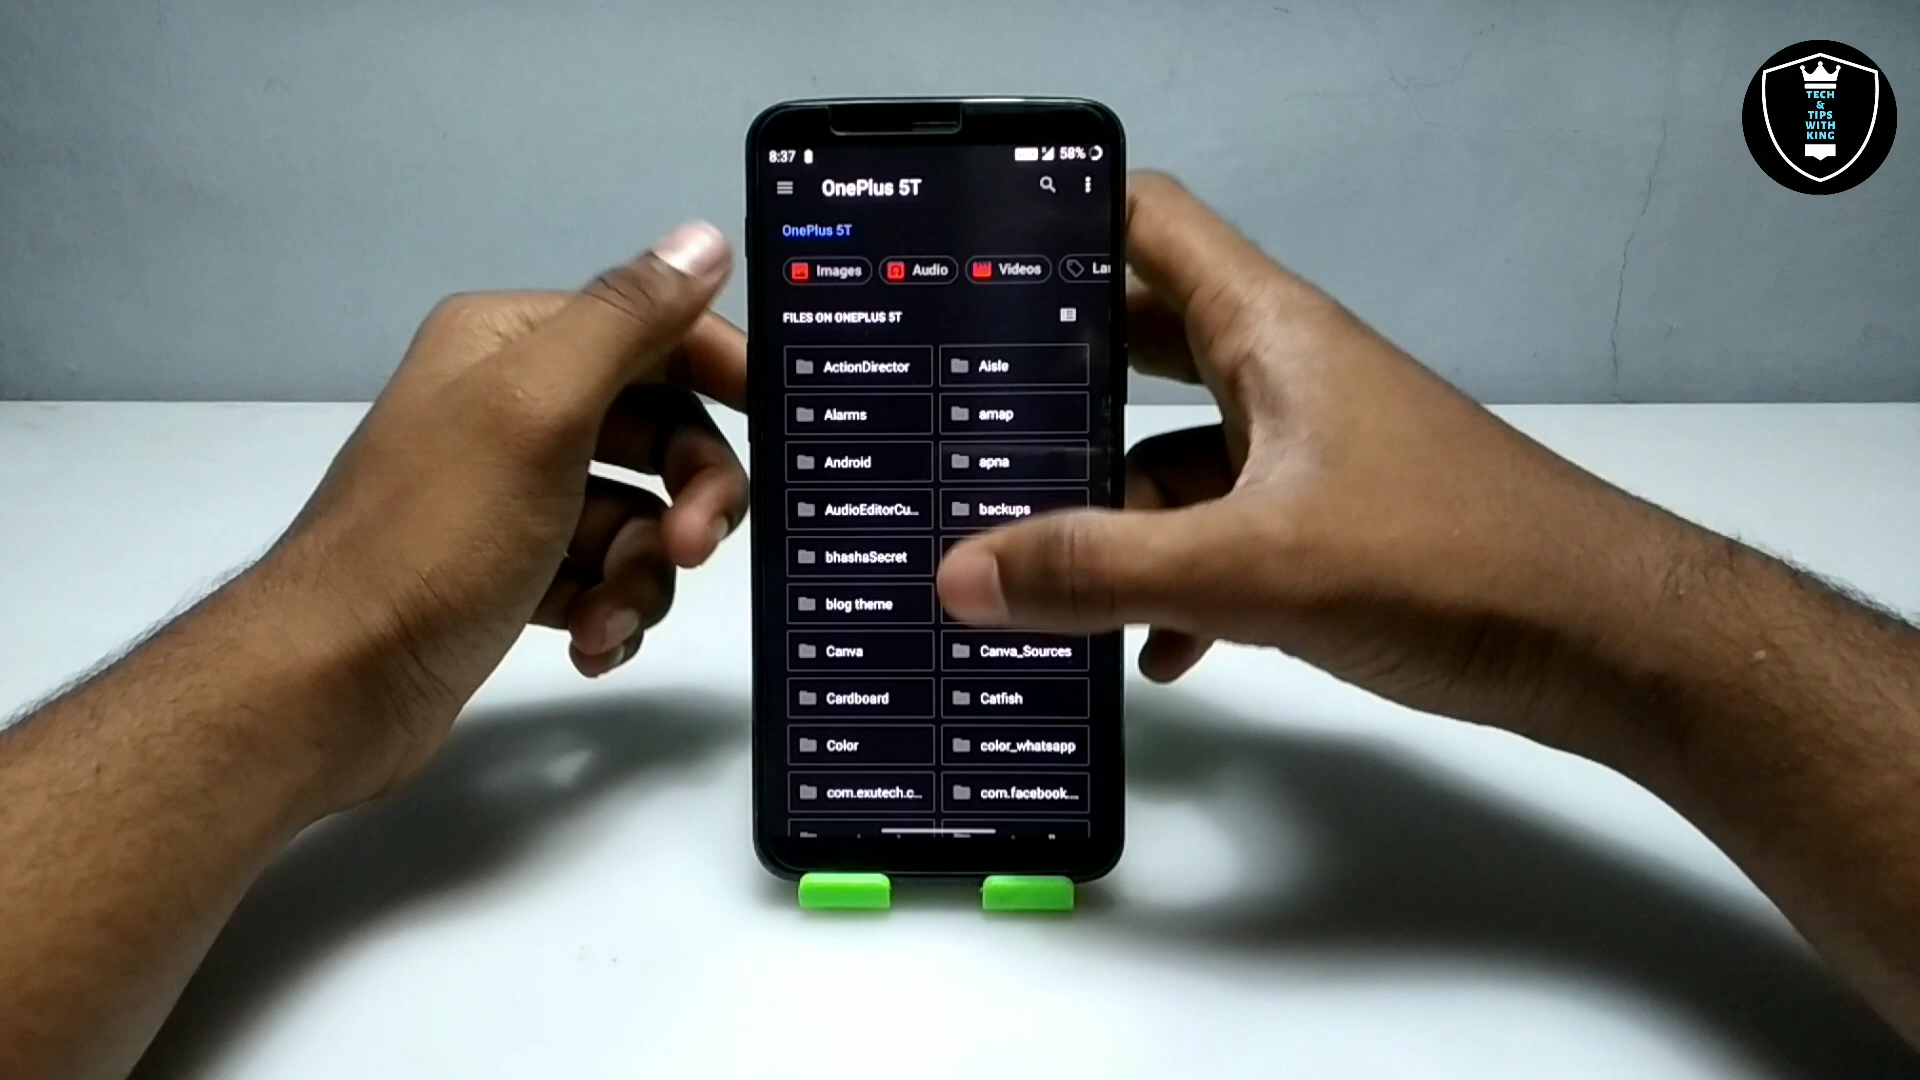 8:37 58%
OnePlus 5T
OnePlus 5T
Images Audio Videos La
FILES ON ONEPLUS 5T
ActionDirector Aisle
Alarms amap
Android apna
AudioEditorCu... backups
bhashaSecret
blog theme
Canva Canva_Sources
Cardboard Catfish
Color color_whatsapp
com.exutech.c... com.facebook....
TECH
&
TIPS
WITH
KING